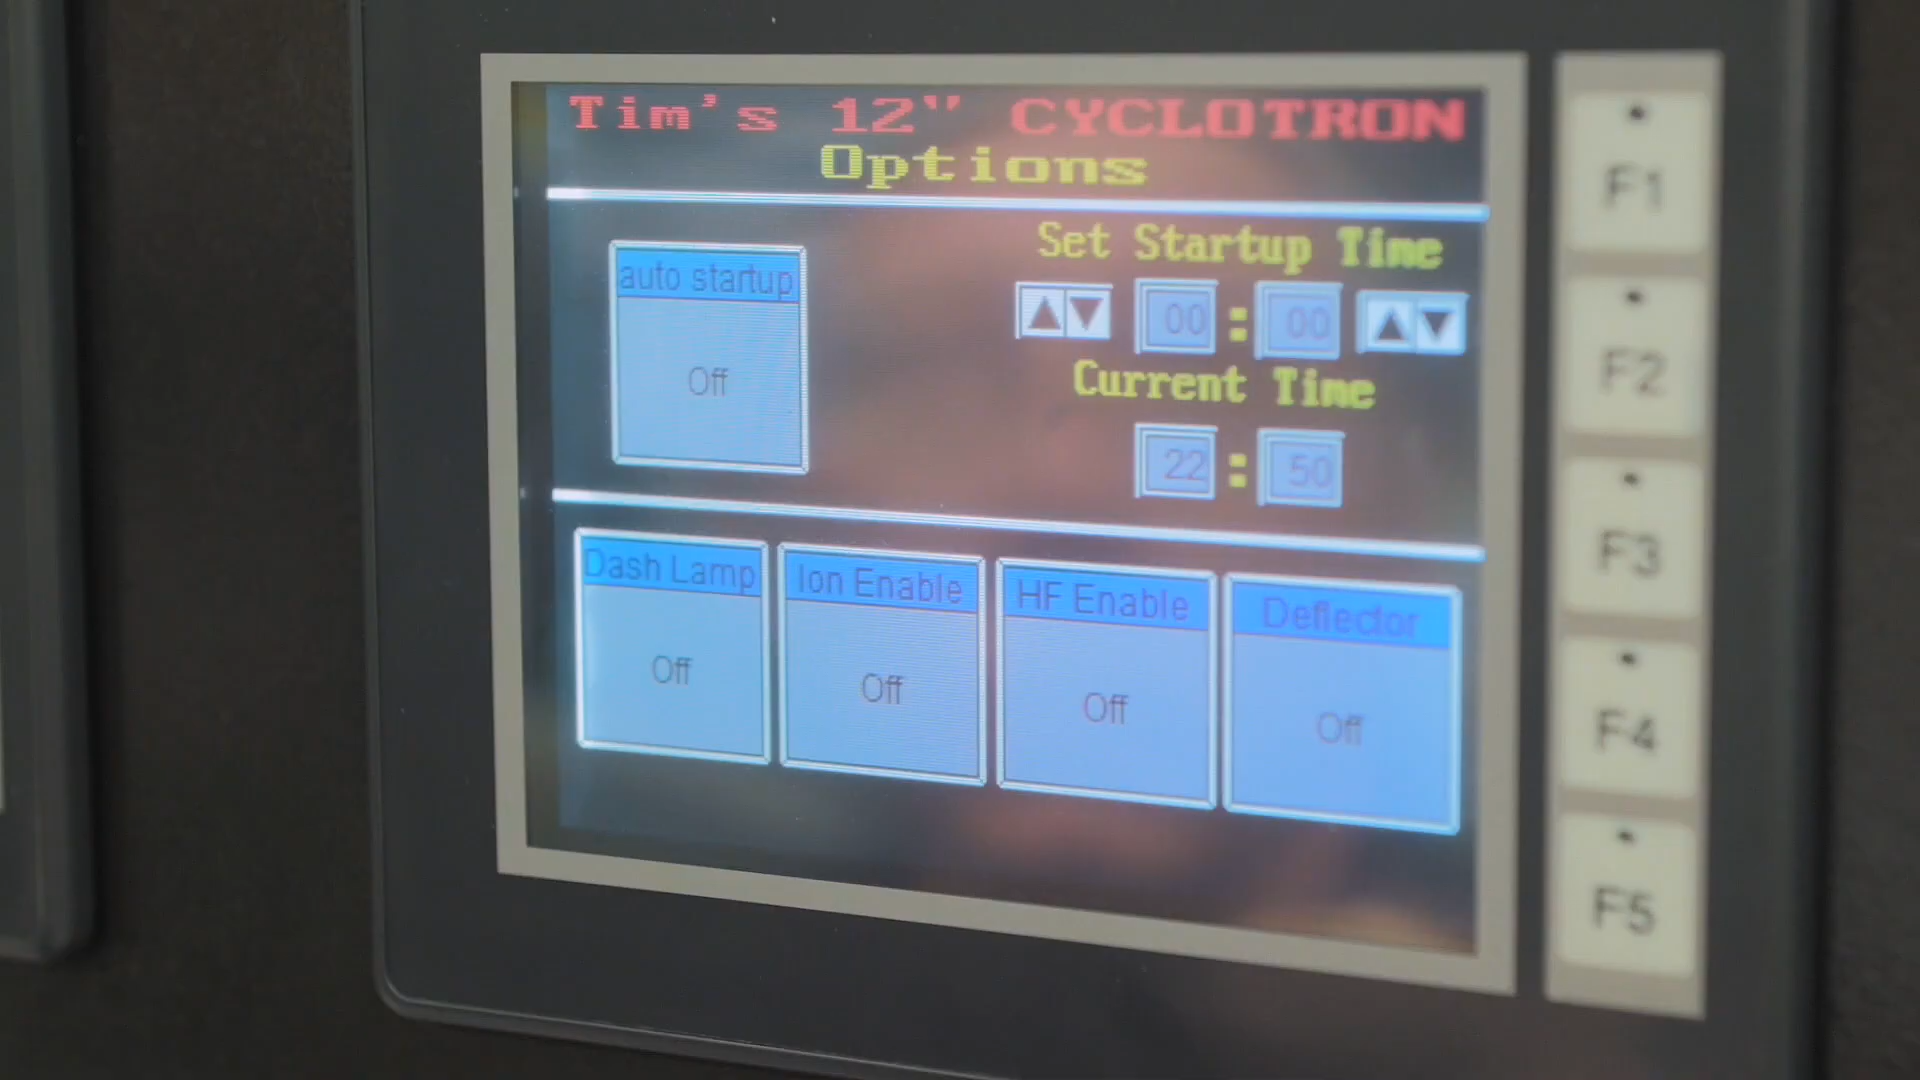 Tim's 12" CYCLOTRON
Options
auto startup
Off
Set Startup Time
00 : 00
Current Time
22 : 50
Dash Lamp
Off
Ion Enable
Off
HF Enable
Off
Deflector
Off
F1
F2
F3
F4
F5